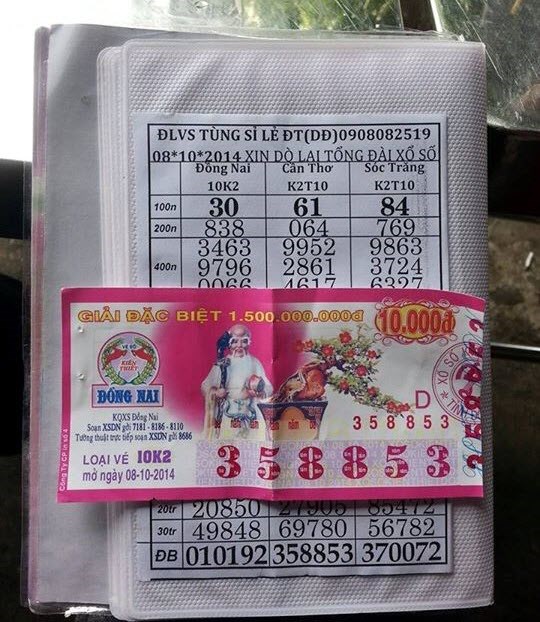 ĐLVS TÙNG SỈ LẺ ĐT(DĐ)0908082519
08*10*2014 XIN DÒ LẠI TỔNG ĐÀI XỔ SỐ
Đồng Nai Cần Thơ Sóc Trăng
10K2 K2T10 K2T10
100n 30 61 84
200n 838 064 769
3463 9952 9863
400n 9796 2861 3724
0066 4617 6327
GIẢI ĐẶC BIỆT 1.500.000.000đ
10.000đ
VÉ SỐ
KIẾN THIẾT
ĐỒNG NAI
KQXS Đồng Nai
Soạn XSDN gửi 7181 - 8186 - 8110
Tường thuật trực tiếp soạn XSDN gửi 8686
LOẠI VÉ 10K2
mở ngày 08-10-2014
Công Ty CP in số 4
D
358853
358853
XỔ SỐ
20tr 20850 27905 85472
30tr 49848 69780 56782
ĐB 010192 358853 370072